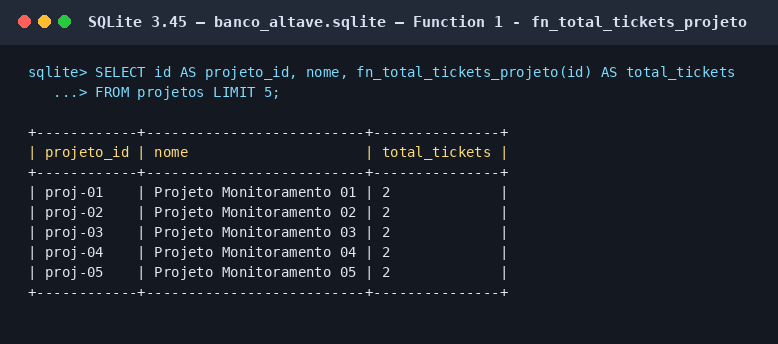 SQLite 3.45 — banco_altave.sqlite — Function 1 - fn_total_tickets_projeto
sqlite> SELECT id AS projeto_id, nome, fn_total_tickets_projeto(id) AS total_tickets
   ...> FROM projetos LIMIT 5;
+------------+--------------------------+---------------+
| projeto_id | nome                     | total_tickets |
+------------+--------------------------+---------------+
| proj-01    | Projeto Monitoramento 01 | 2             |
| proj-02    | Projeto Monitoramento 02 | 2             |
| proj-03    | Projeto Monitoramento 03 | 2             |
| proj-04    | Projeto Monitoramento 04 | 2             |
| proj-05    | Projeto Monitoramento 05 | 2             |
+------------+--------------------------+---------------+